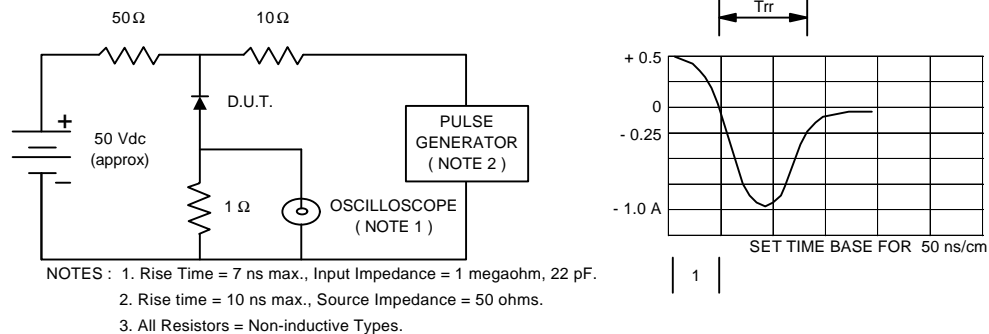 50 Ω
10 Ω
Trr
+ 0.5
0
- 0.25
- 1.0 A
D.U.T.
+
50 Vdc
(approx)
−
PULSE
GENERATOR
( NOTE 2 )
1 Ω
OSCILLOSCOPE
( NOTE 1 )
SET TIME BASE FOR 50 ns/cm
1
NOTES : 1. Rise Time = 7 ns max., Input Impedance = 1 megaohm, 22 pF.
2. Rise time = 10 ns max., Source Impedance = 50 ohms.
3. All Resistors = Non-inductive Types.